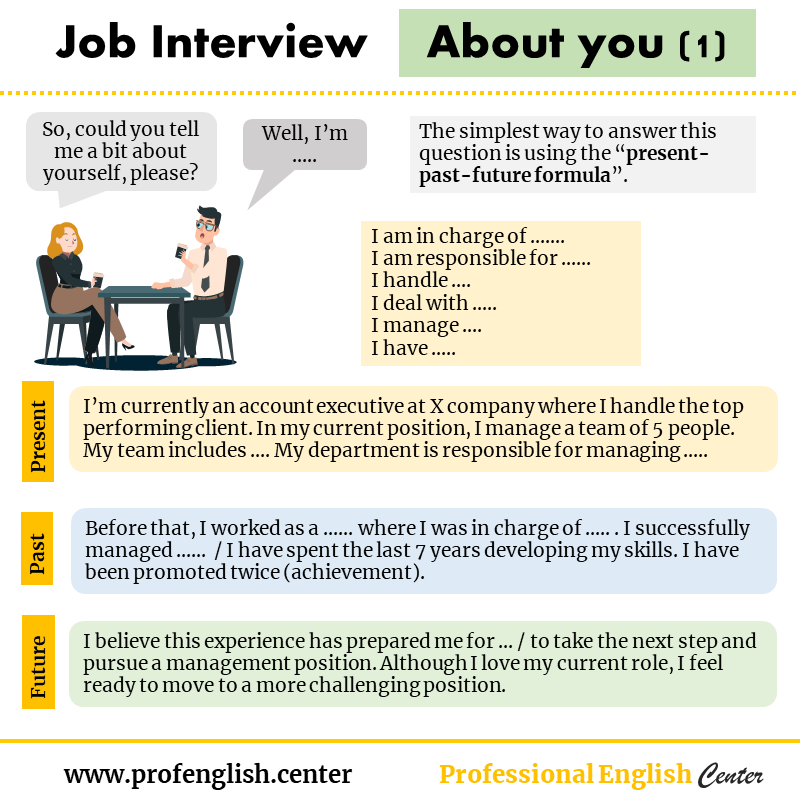 Job Interview
About you (1)
So, could you tell
me a bit about
yourself, please?
Well, I’m
.....
The simplest way to answer this
question is using the “present-
past-future formula”.
I am in charge of .......
I am responsible for ......
I handle ....
I deal with .....
I manage ....
I have .....
Present
I’m currently an account executive at X company where I handle the top
performing client. In my current position, I manage a team of 5 people.
My team includes .... My department is responsible for managing .....
Past
Before that, I worked as a ...... where I was in charge of ..... . I successfully
managed ...... / I have spent the last 7 years developing my skills. I have
been promoted twice (achievement).
Future
I believe this experience has prepared me for ... / to take the next step and
pursue a management position. Although I love my current role, I feel
ready to move to a more challenging position.
www.profenglish.center
Professional English Center